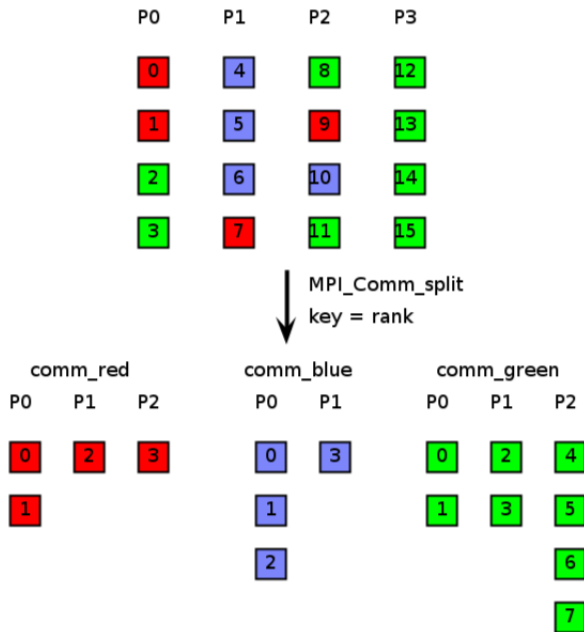 P0 P1 P2 P3
0 4 8 12
1 5 9 13
2 6 10 14
3 7 11 15
MPI_Comm_split
key = rank
comm_red comm_blue comm_green
P0 P1 P2 P0 P1 P0 P1 P2
0 2 3 0 3 0 2 4
1 1 1 3 5
2 6
7